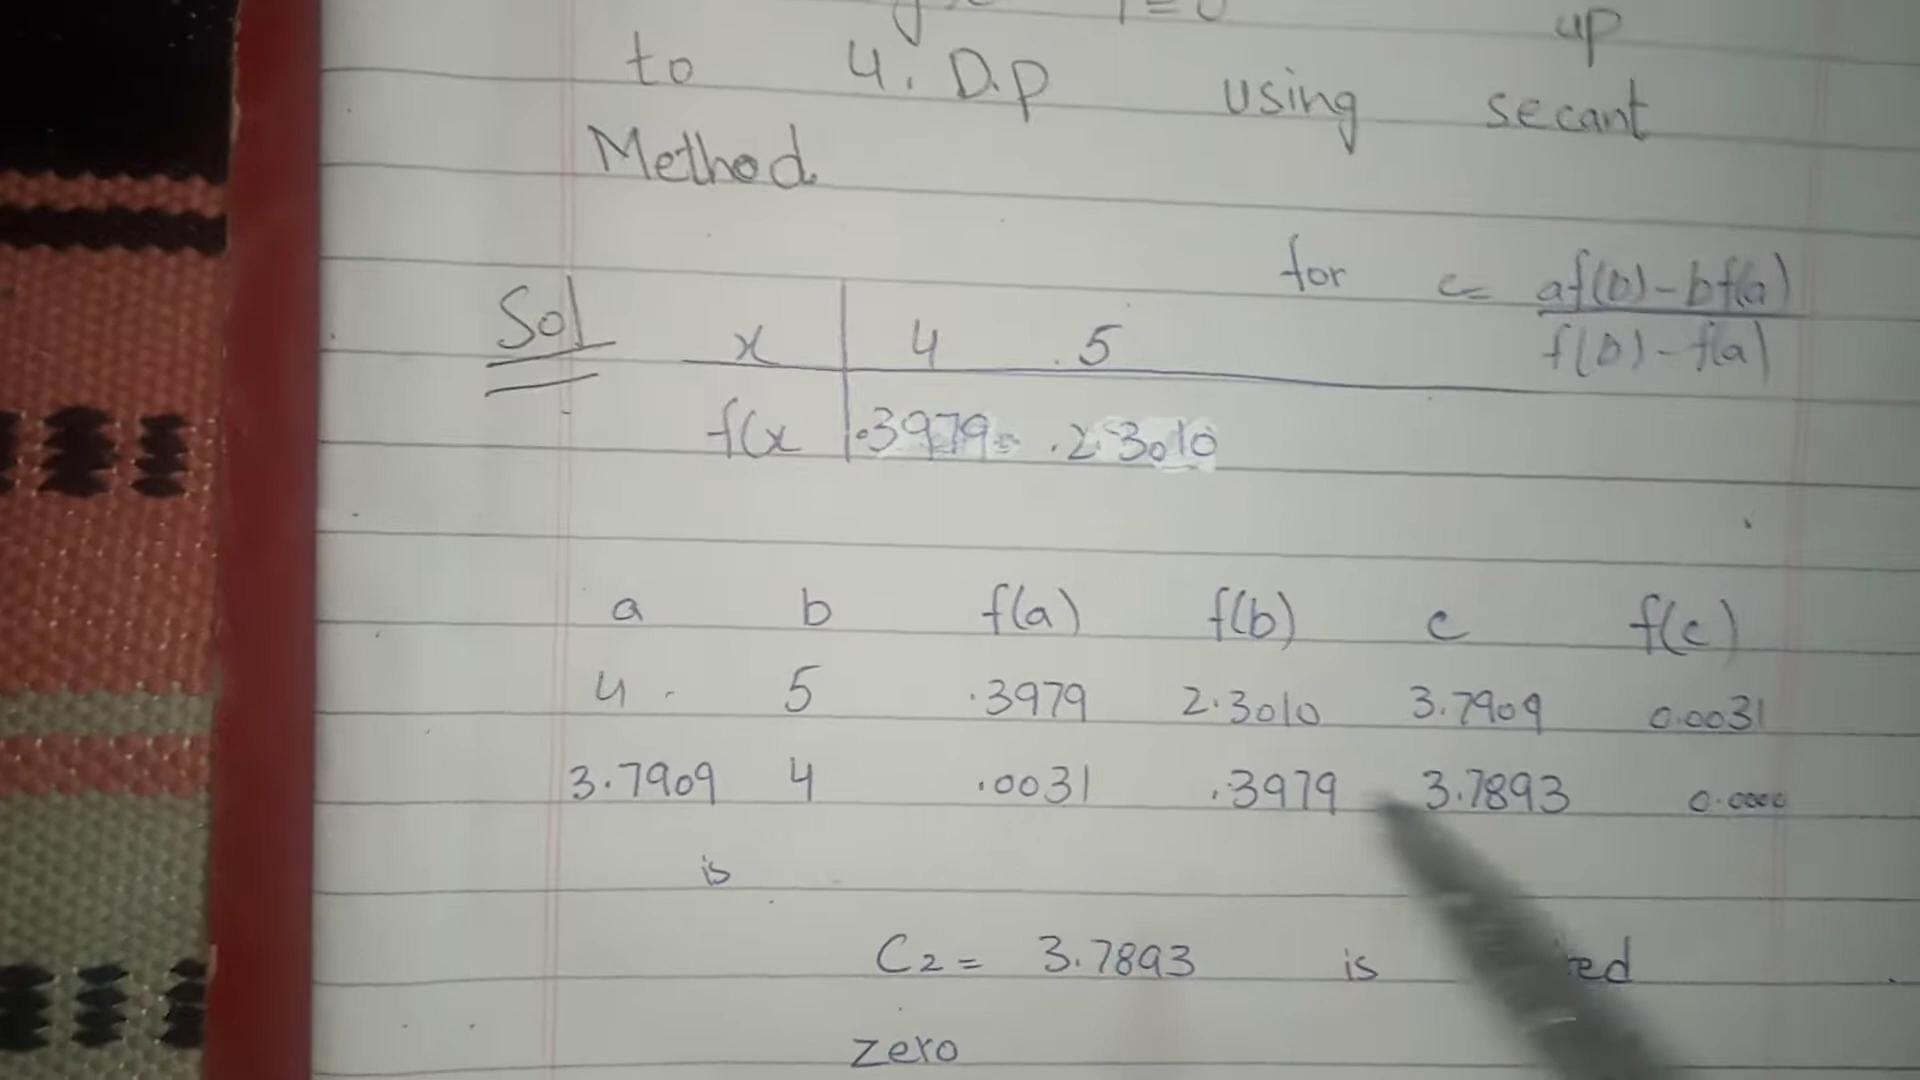 up
to 4. D.p using secant
Method
for c= af(b)-bf(a)
f(b)-f(a)
Sol x 4 .5
f(x .3979 .2.3010
a b f(a) f(b) c f(c)
4 5 .3979 2.3010 3.7909 0.0031
3.7909 4 .0031 .3979 3.7893 0.0000
is
C2 = 3.7893 is
zero